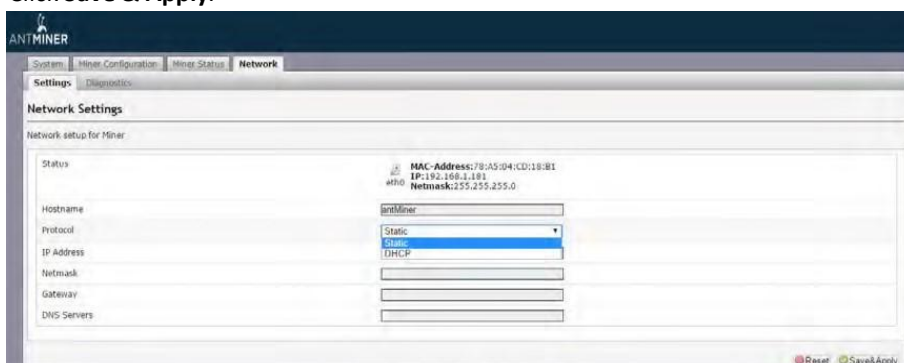 Click Save & Apply.
ANTMINER
System Miner Configuration Miner Status Network
Settings Diagnostics
Network Settings
Network setup for Miner
Status
MAC-Address:78:A5:04:CD:18:B1
IP:192.168.1.181
eth0 Netmask:255.255.255.0
Hostname antMiner
Protocol Static
Static
IP Address DHCP
Netmask
Gateway
DNS Servers
Reset Save&Apply